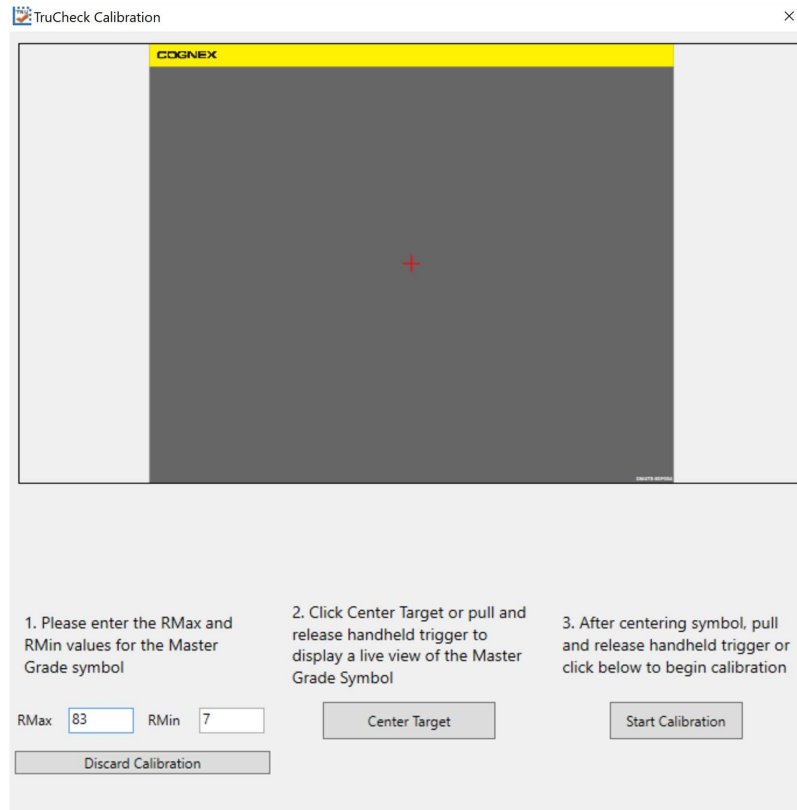 TruCheck Calibration
COGNEX
1. Please enter the RMax and
RMin values for the Master
Grade symbol
RMax 83 RMin 7
Discard Calibration
2. Click Center Target or pull and
release handheld trigger to
display a live view of the Master
Grade Symbol
Center Target
3. After centering symbol, pull
and release handheld trigger or
click below to begin calibration
Start Calibration